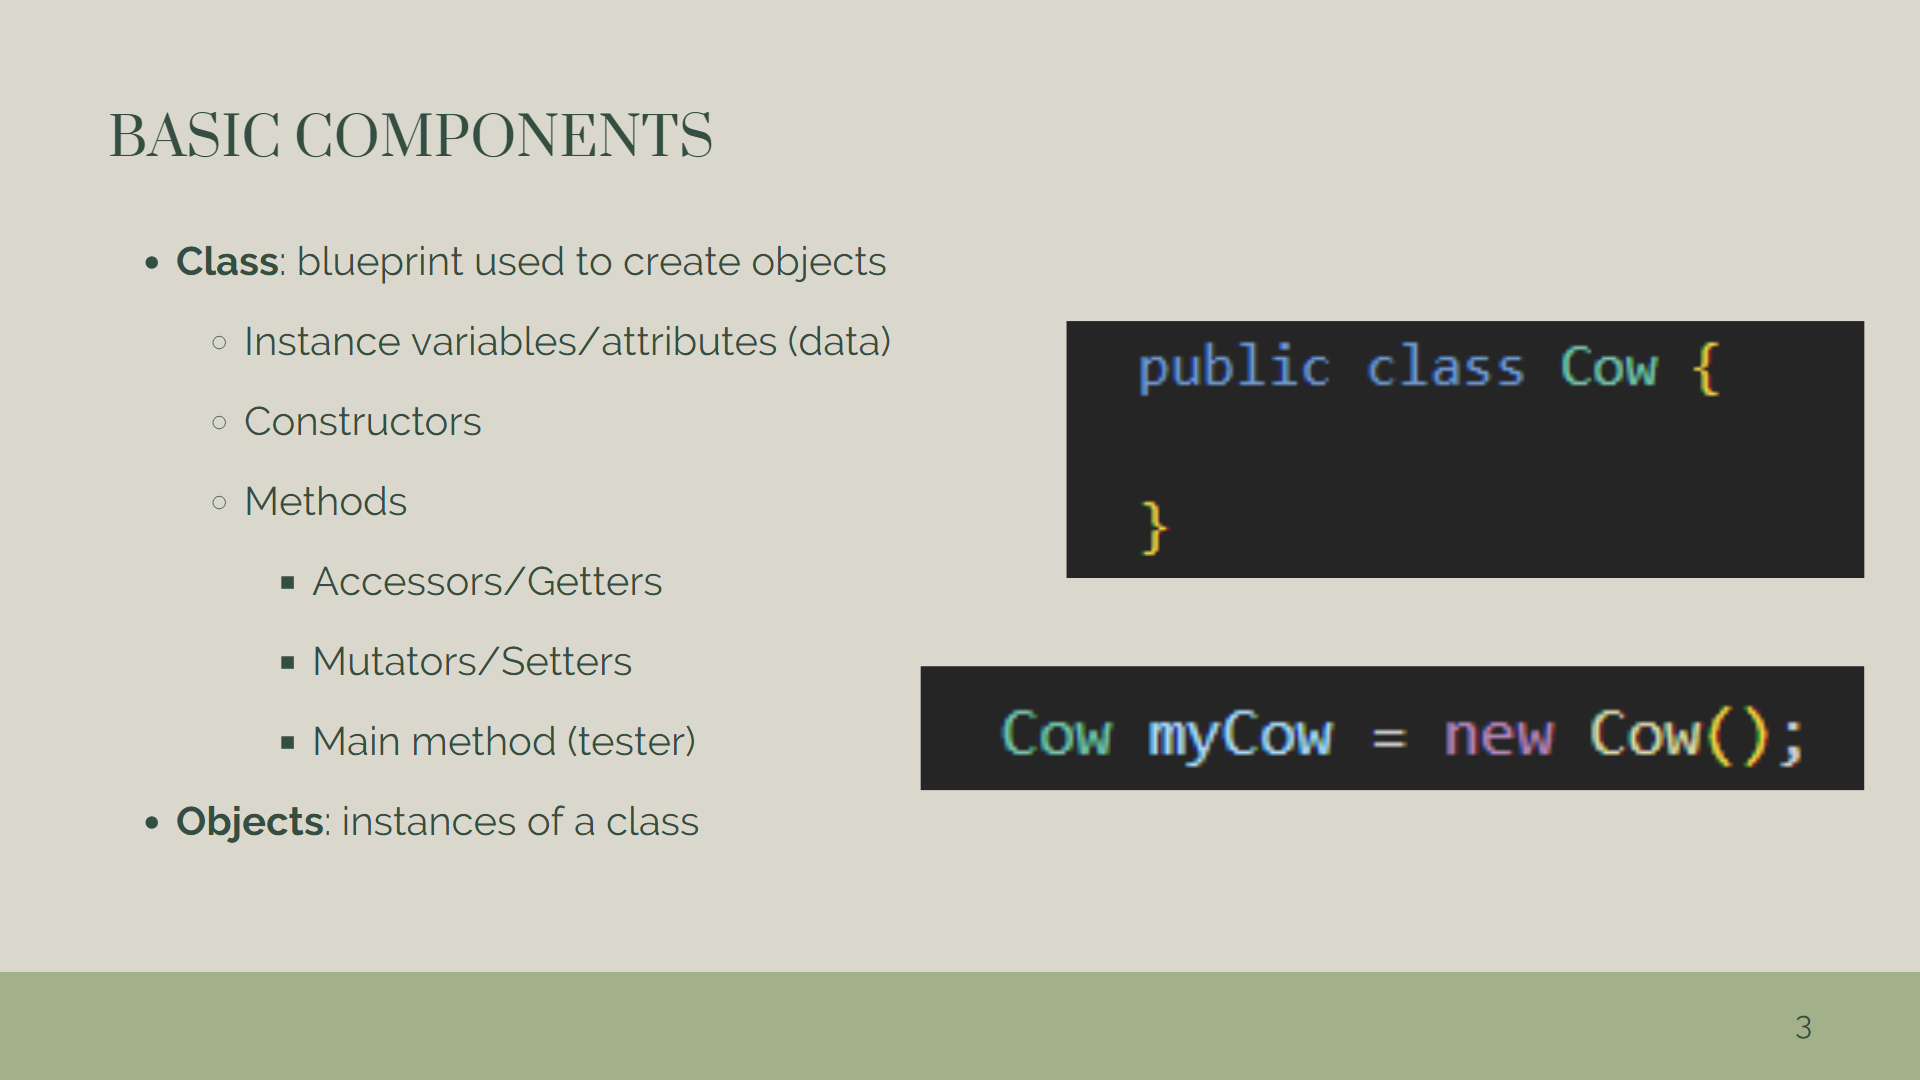 BASIC COMPONENTS
Class: blueprint used to create objects
Instance variables/attributes (data)
Constructors
Methods
Accessors/Getters
Mutators/Setters
Main method (tester)
Objects: instances of a class
public class Cow {
}
Cow myCow = new Cow();
3